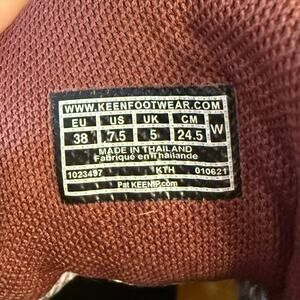 WWW.KEENFOOTWEAR.COM
EU US UK CM W
38 7.5 5 24.5
MADE IN THAILAND
Fabriqué en Thaïlande
1023497 KTH 010621
Pat KEENIP.com